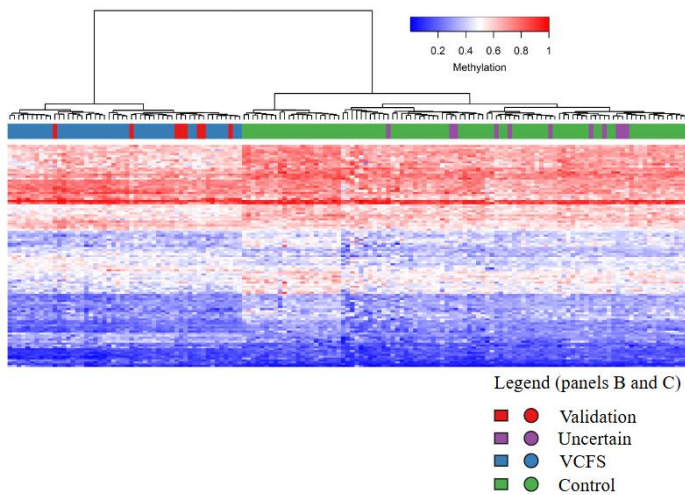 0.2 0.4 0.6 0.8 1
Methylation
Legend (panels B and C)
Validation
Uncertain
VCFS
Control